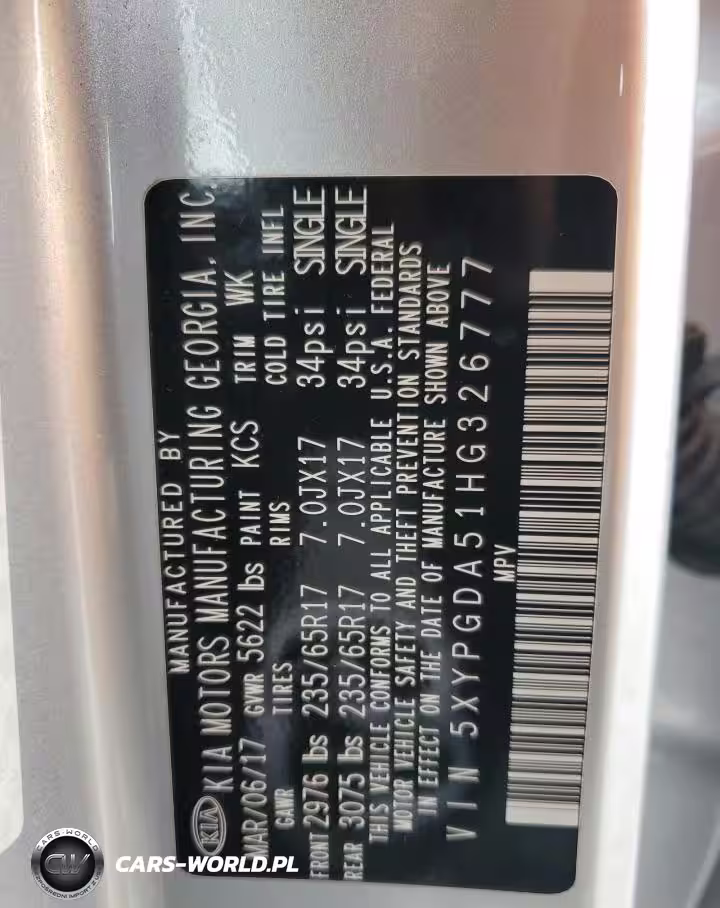 MANUFACTURED BY
KIA KIA MOTORS MANUFACTURING GEORGIA, INC.
MAR/06/17 GVWR 5622 lbs PAINT KCS TRIM WK
GAWR TIRES RIMS COLD TIRE INFL
FRONT 2976 lbs 235/65R17 7.0JX17 34psi SINGLE
REAR 3075 lbs 235/65R17 7.0JX17 34psi SINGLE
THIS VEHICLE CONFORMS TO ALL APPLICABLE U.S.A. FEDERAL
MOTOR VEHICLE SAFETY AND THEFT PREVENTION STANDARDS
IN EFFECT ON THE DATE OF MANUFACTURE SHOWN ABOVE
VIN 5XYPGDA51HG326777
MPV
CARS-WORLD
CW
CARS-WORLD.PL